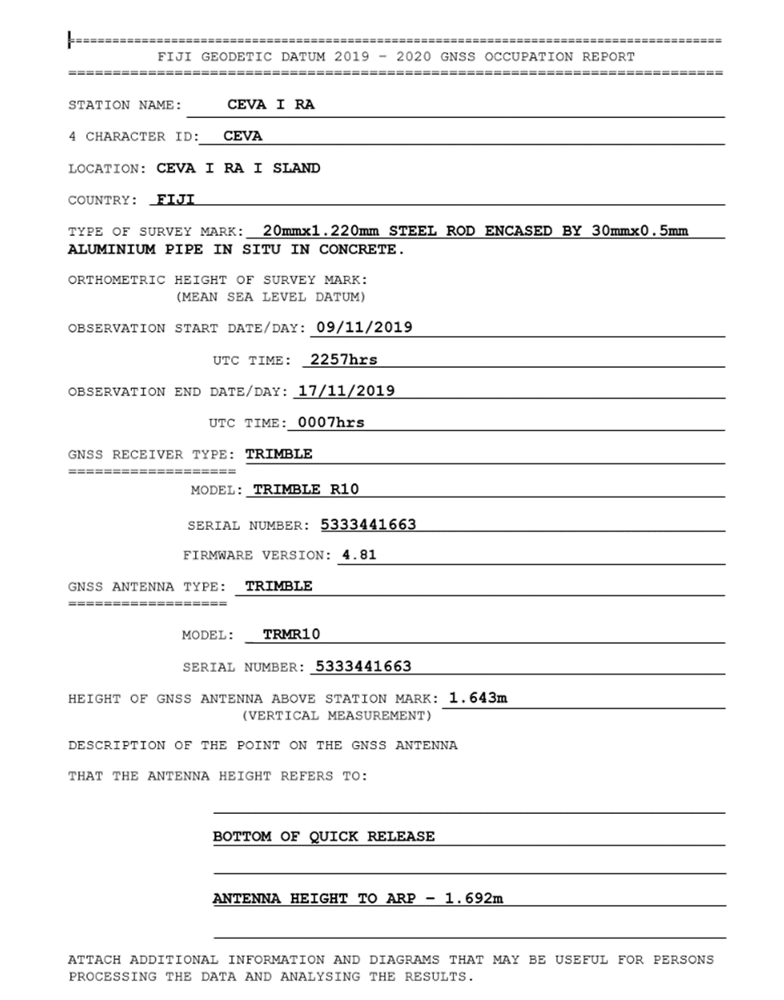 ==========================================================================
FIJI GEODETIC DATUM 2019 – 2020 GNSS OCCUPATION REPORT
==========================================================================
STATION NAME: CEVA I RA
4 CHARACTER ID: CEVA
LOCATION: CEVA I RA I SLAND
COUNTRY: FIJI
TYPE OF SURVEY MARK: 20mmx1.220mm STEEL ROD ENCASED BY 30mmx0.5mm
ALUMINIUM PIPE IN SITU IN CONCRETE.
ORTHOMETRIC HEIGHT OF SURVEY MARK:
(MEAN SEA LEVEL DATUM)
OBSERVATION START DATE/DAY: 09/11/2019
UTC TIME: 2257hrs
OBSERVATION END DATE/DAY: 17/11/2019
UTC TIME: 0007hrs
GNSS RECEIVER TYPE: TRIMBLE
===================
MODEL: TRIMBLE R10
SERIAL NUMBER: 5333441663
FIRMWARE VERSION: 4.81
GNSS ANTENNA TYPE: TRIMBLE
==================
MODEL: TRMR10
SERIAL NUMBER: 5333441663
HEIGHT OF GNSS ANTENNA ABOVE STATION MARK: 1.643m
(VERTICAL MEASUREMENT)
DESCRIPTION OF THE POINT ON THE GNSS ANTENNA
THAT THE ANTENNA HEIGHT REFERS TO:
BOTTOM OF QUICK RELEASE
ANTENNA HEIGHT TO ARP – 1.692m
ATTACH ADDITIONAL INFORMATION AND DIAGRAMS THAT MAY BE USEFUL FOR PERSONS
PROCESSING THE DATA AND ANALYSING THE RESULTS.